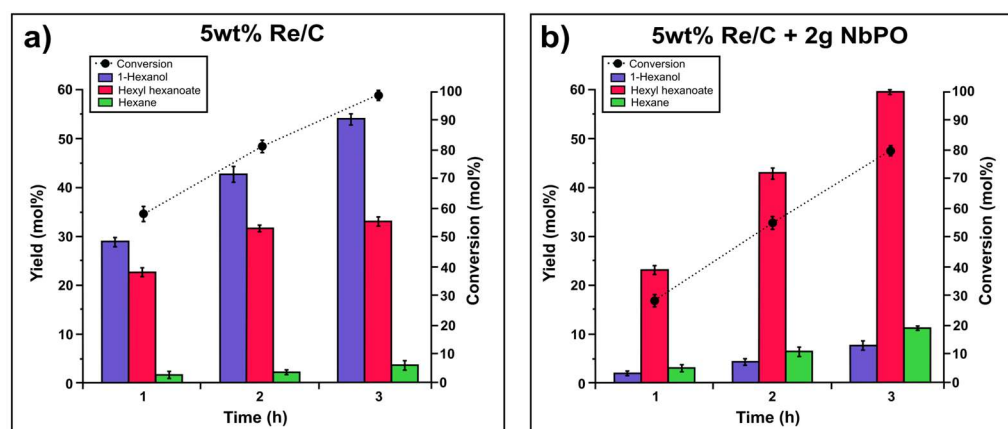 a)
5wt% Re/C
Conversion
1-Hexanol
Hexyl hexanoate
Hexane
Yield (mol%)
60
50
40
30
20
10
0
100
90
80
70
60
50
40
30
20
10
0
Conversion (mol%)
1 2 3
Time (h)
b)
5wt% Re/C + 2g NbPO
Conversion
1-Hexanol
Hexyl hexanoate
Hexane
Yield (mol%)
60
50
40
30
20
10
0
100
90
80
70
60
50
40
30
20
10
0
Conversion (mol%)
1 2 3
Time (h)